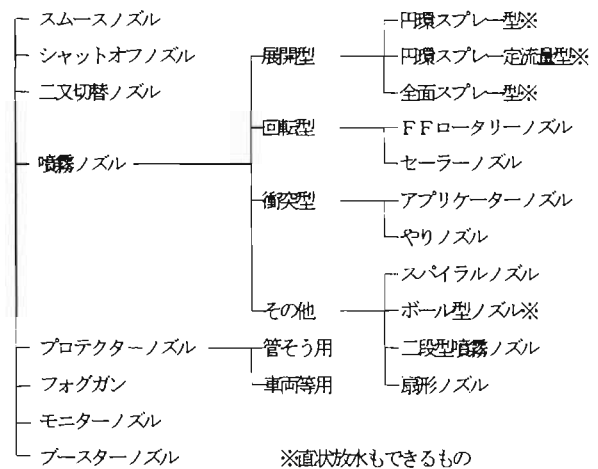 スムースノズル 円環スプレー型※
シャットオフノズル 展開型 円環スプレー定流量型※
二又切替ノズル 全面スプレー型※
回転型 FFロータリーノズル
噴霧ノズル セーラーノズル
衝突型 アプリケーターノズル
やりノズル
スパイラルノズル
その他 ボール型ノズル※
プロテクターノズル 管そう用 二段型噴霧ノズル
フォグガン 車両等用 扇形ノズル
モニターノズル
ブースターノズル ※直状放水もできるもの